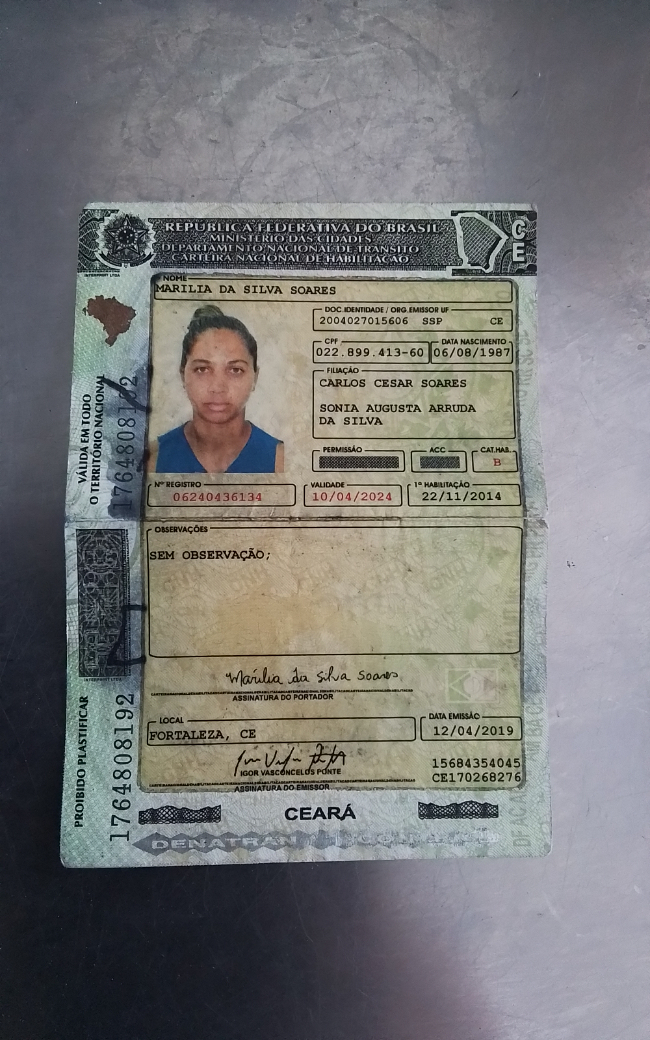 REPÚBLICA FEDERATIVA DO BRASIL
MINISTÉRIO DAS CIDADES
DEPARTAMENTO NACIONAL DE TRÂNSITO
CARTEIRA NACIONAL DE HABILITAÇÃO
CE
NOME
MARILIA DA SILVA SOARES
DOC. IDENTIDADE / ORG. EMISSOR UF
2004027015606 SSP CE
CPF
022.899.413-60
DATA NASCIMENTO
06/08/1987
FILIAÇÃO
CARLOS CESAR SOARES
SONIA AUGUSTA ARRUDA
DA SILVA
PERMISSÃO
ACC
CAT. HAB.
B
Nº REGISTRO
06240436134
VALIDADE
10/04/2024
1ª HABILITAÇÃO
22/11/2014
VÁLIDA EM TODO
O TERRITÓRIO NACIONAL
1764808192
OBSERVAÇÕES
SEM OBSERVAÇÃO;
Marília da Silva Soares
ASSINATURA DO PORTADOR
LOCAL
FORTALEZA, CE
DATA EMISSÃO
12/04/2019
IGOR VASCONCELOS PONTE
ASSINATURA DO EMISSOR
15684354045
CE170268276
PROIBIDO PLASTIFICAR
1764808192
CEARÁ
DENATRAN